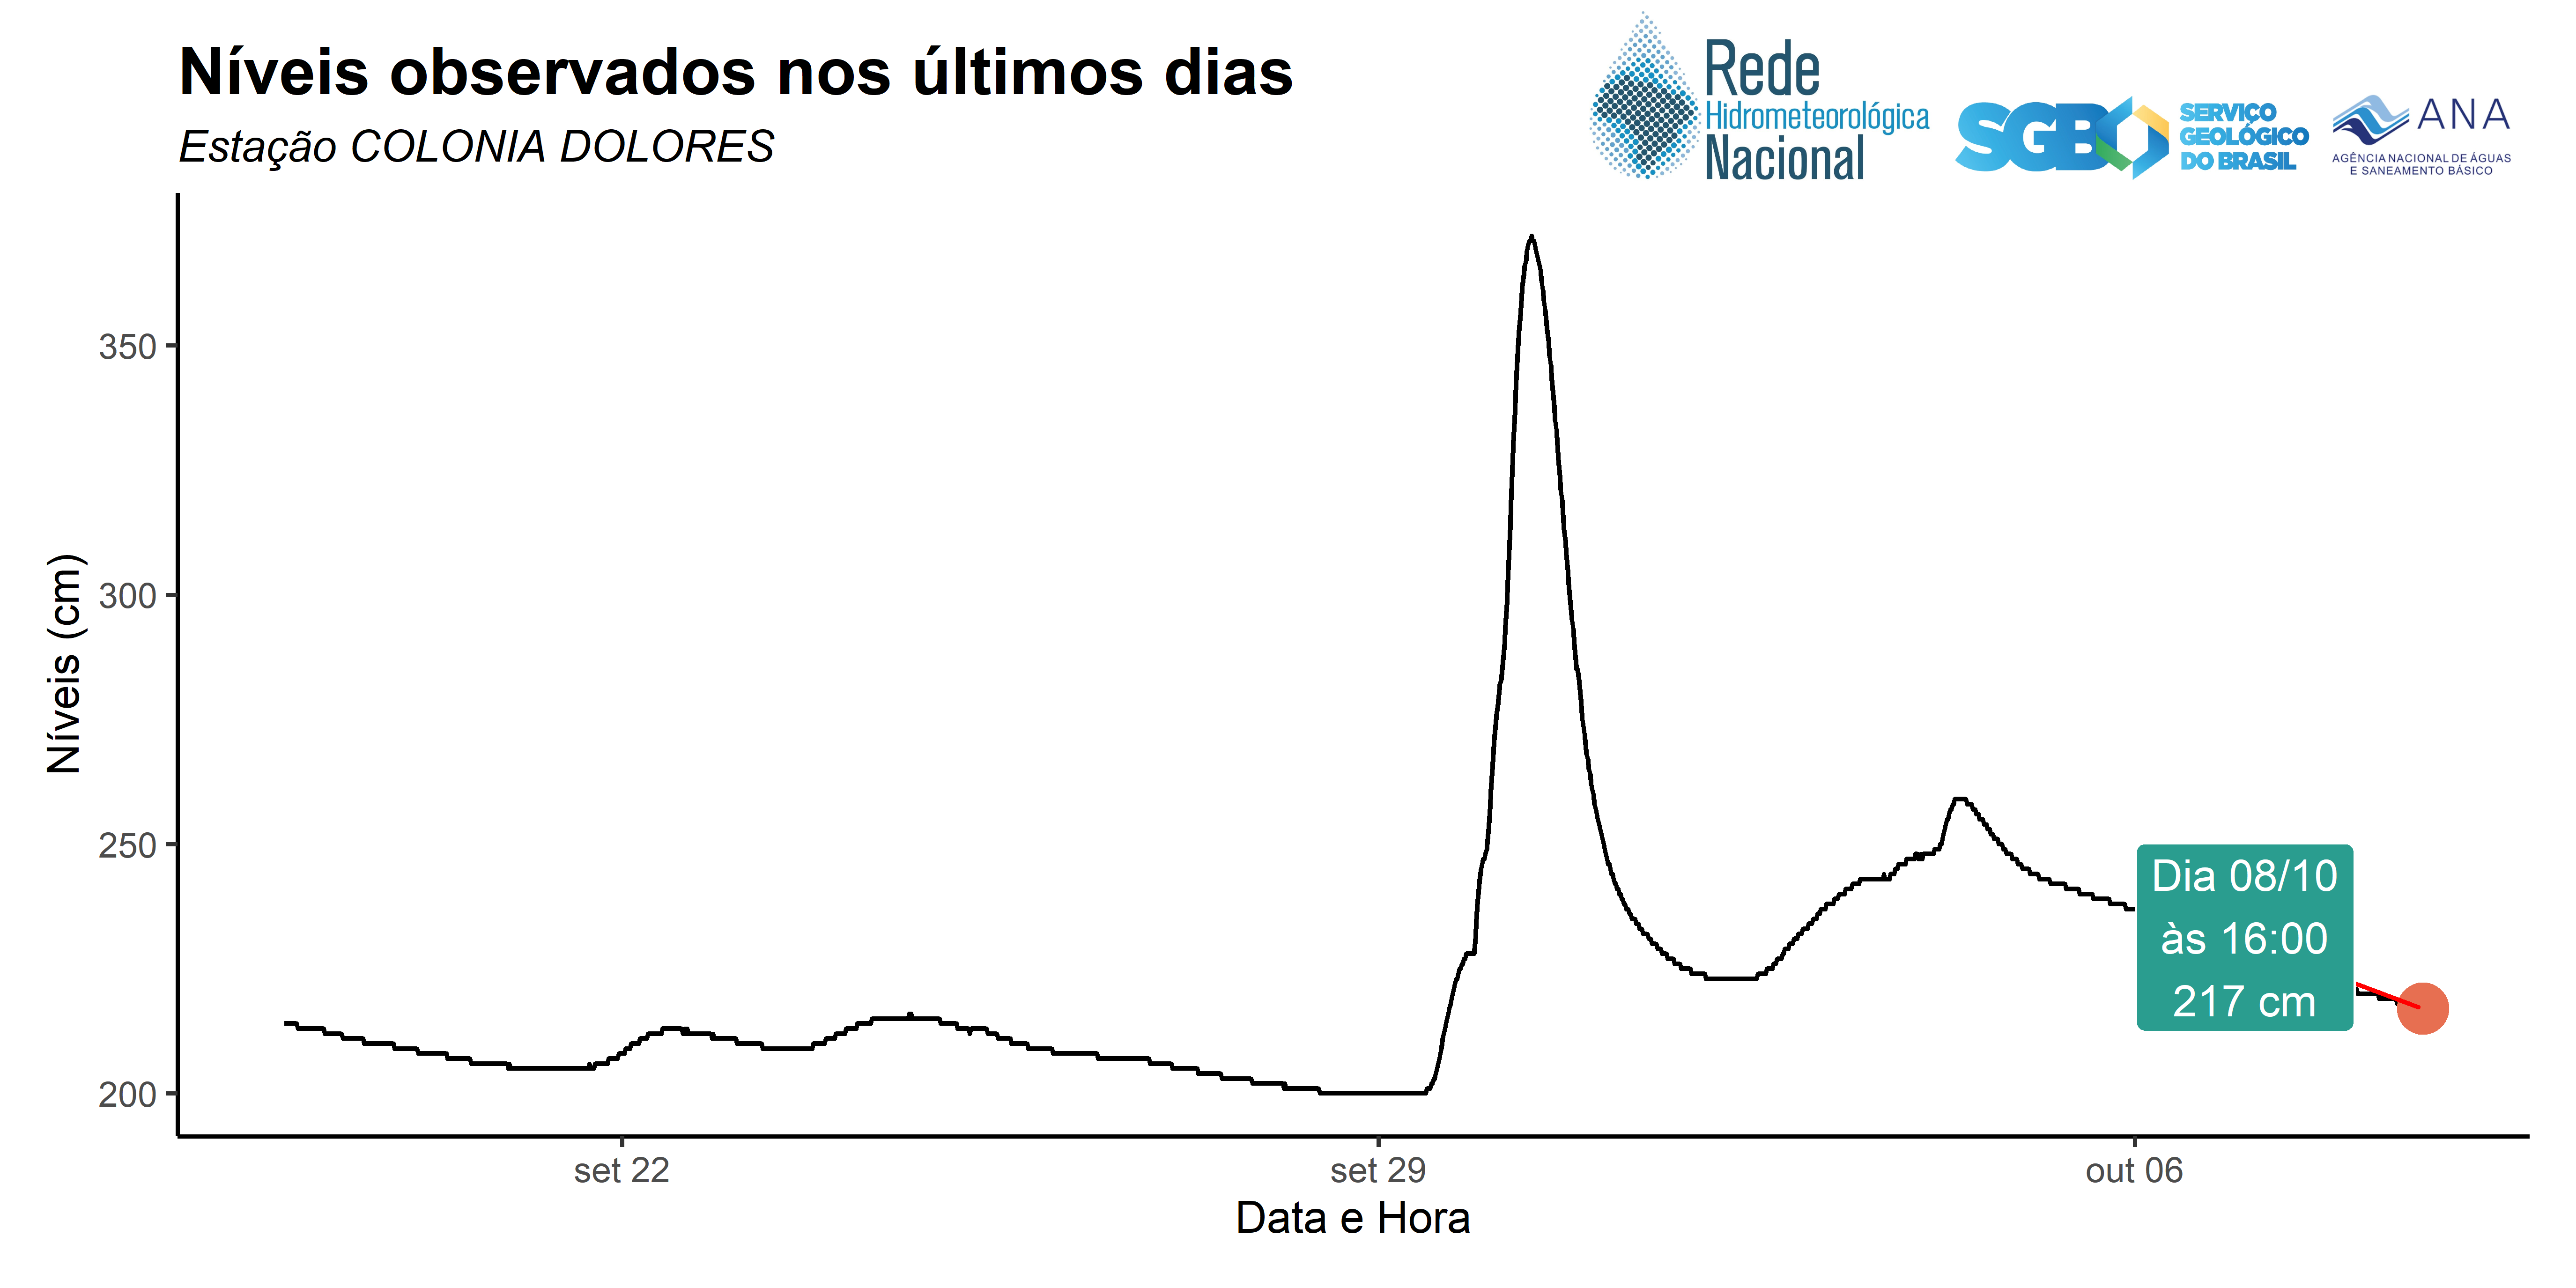 Níveis observados nos últimos dias
Estação COLONIA DOLORES
Rede
Hidrometeorológica
Nacional
SGB
SERVIÇO
GEOLÓGICO
DO BRASIL
ANA
AGÊNCIA NACIONAL DE ÁGUAS
E SANEAMENTO BÁSICO
Níveis (cm)
350
300
250
200
Dia 08/10
às 16:00
217 cm
set 22
set 29
out 06
Data e Hora